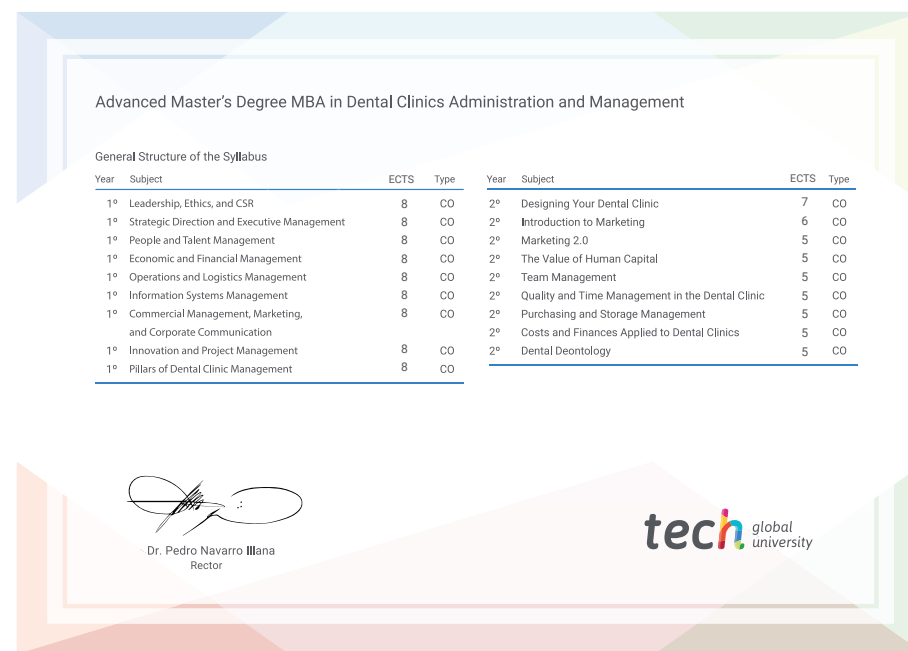 Advanced Master's Degree MBA in Dental Clinics Administration and Management
General Structure of the Syllabus
Year Subject ECTS Type
1º Leadership, Ethics, and CSR 8 CO
1º Strategic Direction and Executive Management 8 CO
1º People and Talent Management 8 CO
1º Economic and Financial Management 8 CO
1º Operations and Logistics Management 8 CO
1º Information Systems Management 8 CO
1º Commercial Management, Marketing, 8 CO
and Corporate Communication
1º Innovation and Project Management 8 CO
1º Pillars of Dental Clinic Management 8 CO
Year Subject ECTS Type
2º Designing Your Dental Clinic 7 CO
2º Introduction to Marketing 6 CO
2º Marketing 2.0 5 CO
2º The Value of Human Capital 5 CO
2º Team Management 5 CO
2º Quality and Time Management in the Dental Clinic 5 CO
2º Purchasing and Storage Management 5 CO
2º Costs and Finances Applied to Dental Clinics 5 CO
2º Dental Deontology 5 CO
Dr. Pedro Navarro Illana
Rector
tech global
university